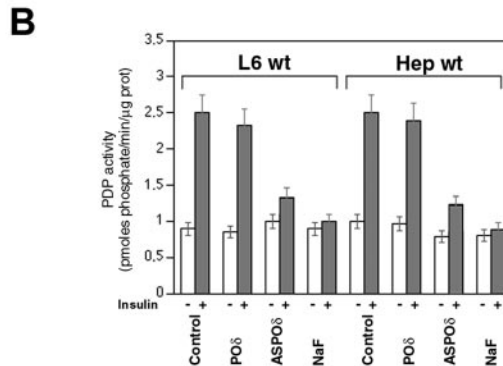 B
L6 wt Hep wt
PDP activity
(pmoles phosphate/min/µg prot)
3.5
3
2.5
2
1.5
1
0.5
0
Insulin - + - + - + - + - + - + - + - +
Control POδ ASPOδ NaF Control POδ ASPOδ NaF